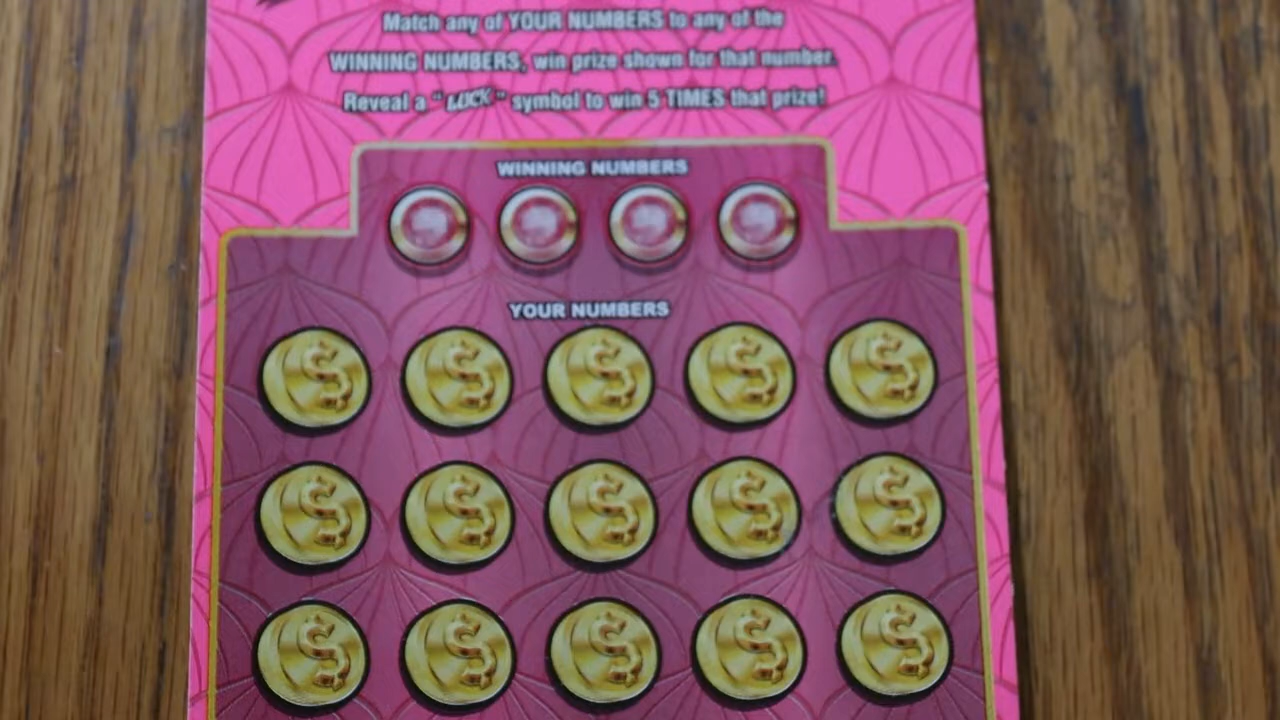 Match any of YOUR NUMBERS to any of the
WINNING NUMBERS, win prize shown for that number.
Reveal a "LUCK" symbol to win 5 TIMES that prize!
WINNING NUMBERS
YOUR NUMBERS
$ $ $ $ $
$ $ $ $ $
$ $ $ $ $